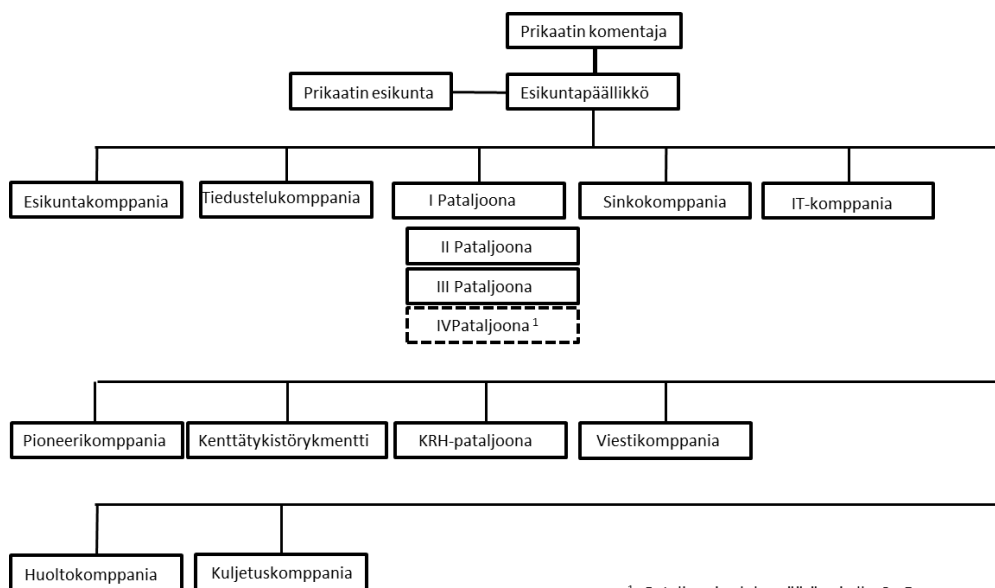 Prikaatin komentaja
Prikaatin esikunta
Esikuntapäällikkö
Esikuntakomppania
Tiedustelukomppania
I Pataljoona
Sinkokomppania
IT-komppania
II Pataljoona
III Pataljoona
IVPataljoona ¹
Pioneerikomppania
Kenttätykistörykmentti
KRH-pataljoona
Viestikomppania
Huoltokomppania
Kuljetuskomppania